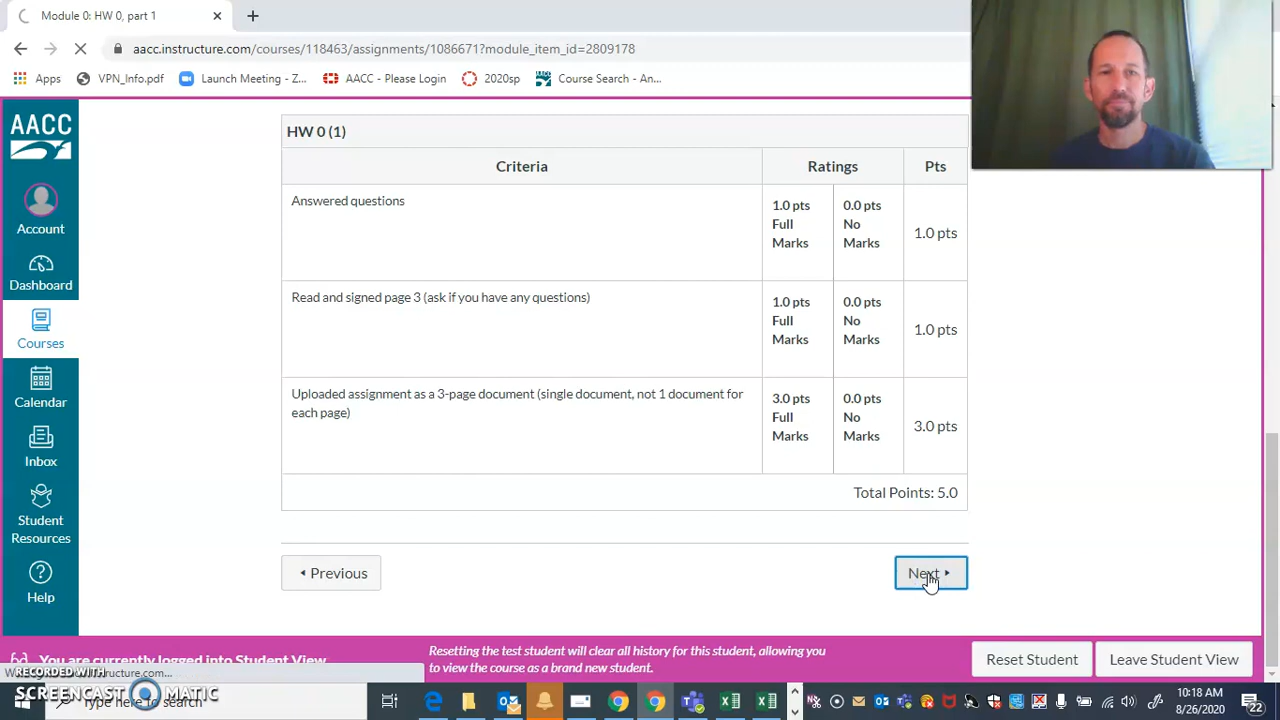 Module 0: HW 0, part 1
aacc.instructure.com/courses/118463/assignments/1086671?module_item_id=2809178
Apps
VPN_Info.pdf
Launch Meeting - Z...
AACC - Please Login
2020sp
Course Search - An...
AACC
Account
Dashboard
Courses
Calendar
Inbox
Student
Resources
Help
HW 0 (1)
Criteria
Ratings
Pts
Answered questions
1.0 pts
Full
Marks
0.0 pts
No
Marks
1.0 pts
Read and signed page 3 (ask if you have any questions)
1.0 pts
Full
Marks
0.0 pts
No
Marks
1.0 pts
Uploaded assignment as a 3-page document (single document, not 1 document for
each page)
3.0 pts
Full
Marks
0.0 pts
No
Marks
3.0 pts
Total Points: 5.0
Previous
Next
You are currently logged into Student View
Resetting the test student will clear all history for this student, allowing you
to view the course as a brand new student.
Reset Student
Leave Student View
RECORDED WITH
SCREENCAST MATIC
structure.com...
Type here to search
10:18 AM
8/26/2020
22